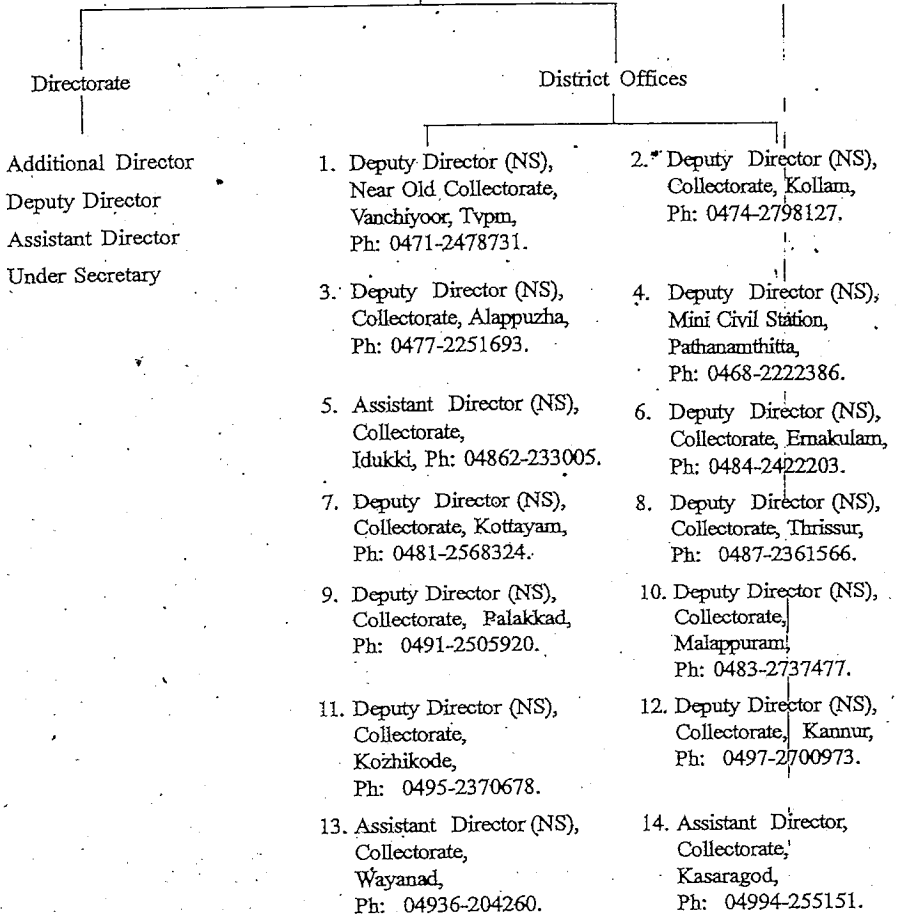 Directorate
District Offices
Additional Director
Deputy Director
Assistant Director
Under Secretary
1. Deputy Director (NS),
Near Old Collectorate,
Vanchiyoor, Tvpm,
Ph: 0471-2478731.
2. Deputy Director (NS),
Collectorate, Kollam,
Ph: 0474-2798127.
3. Deputy Director (NS),
Collectorate, Alappuzha,
Ph: 0477-2251693.
4. Deputy Director (NS),
Mini Civil Station,
Pathanamthitta,
Ph: 0468-2222386.
5. Assistant Director (NS),
Collectorate,
Idukki, Ph: 04862-233005.
6. Deputy Director (NS),
Collectorate, Ernakulam,
Ph: 0484-2422203.
7. Deputy Director (NS),
Collectorate, Kottayam,
Ph: 0481-2568324.
8. Deputy Director (NS),
Collectorate, Thrissur,
Ph: 0487-2361566.
9. Deputy Director (NS),
Collectorate, Palakkad,
Ph: 0491-2505920.
10. Deputy Director (NS),
Collectorate,
Malappuram,
Ph: 0483-2737477.
11. Deputy Director (NS),
Collectorate,
Kozhikode,
Ph: 0495-2370678.
12. Deputy Director (NS),
Collectorate, Kannur,
Ph: 0497-2700973.
13. Assistant Director (NS),
Collectorate,
Wayanad,
Ph: 04936-204260.
14. Assistant Director,
Collectorate,
Kasaragod,
Ph: 04994-255151.